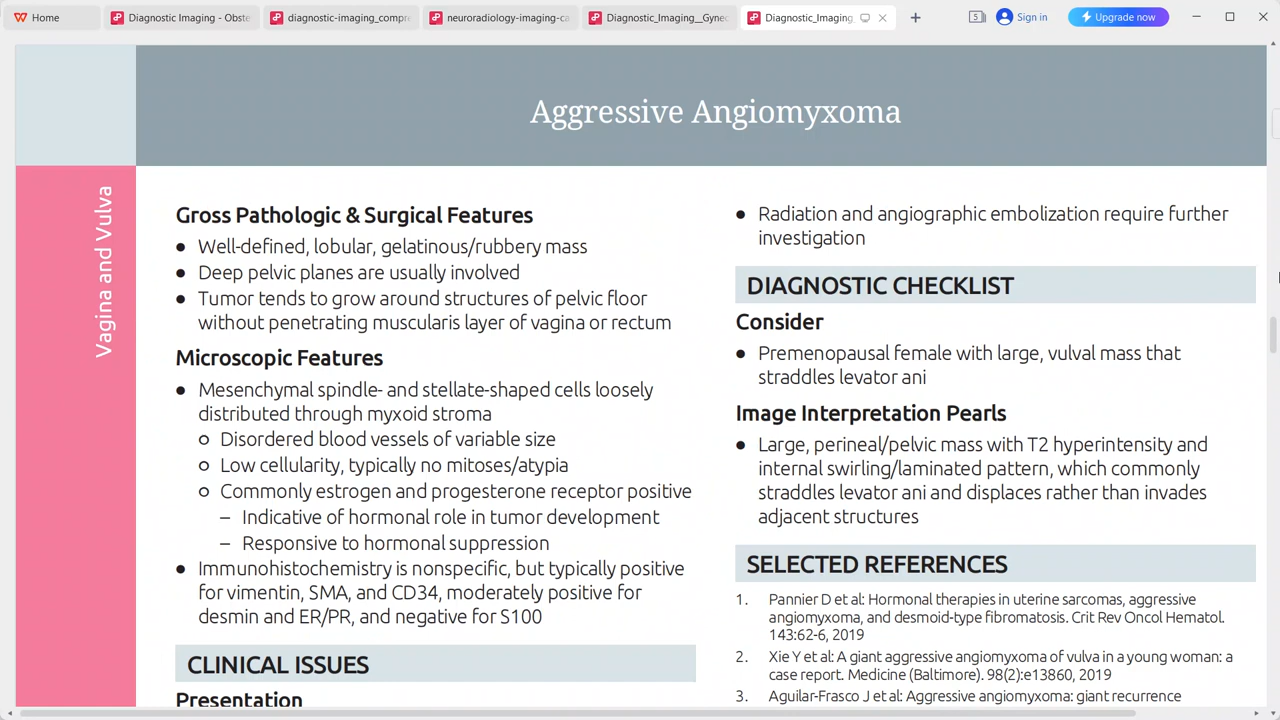 Home
Diagnostic Imaging - Obste
diagnostic-imaging_compre
neuroradiology-imaging-ca
Diagnostic_Imaging__Gyneco
Diagnostic_Imaging_
5
Sign in
Upgrade now
Aggressive Angiomyxoma
Vagina and Vulva
Gross Pathologic & Surgical Features
● Well-defined, lobular, gelatinous/rubbery mass
● Deep pelvic planes are usually involved
● Tumor tends to grow around structures of pelvic floor
without penetrating muscularis layer of vagina or rectum
Microscopic Features
● Mesenchymal spindle- and stellate-shaped cells loosely
distributed through myxoid stroma
○ Disordered blood vessels of variable size
○ Low cellularity, typically no mitoses/atypia
○ Commonly estrogen and progesterone receptor positive
– Indicative of hormonal role in tumor development
– Responsive to hormonal suppression
● Immunohistochemistry is nonspecific, but typically positive
for vimentin, SMA, and CD34, moderately positive for
desmin and ER/PR, and negative for S100
CLINICAL ISSUES
Presentation
● Radiation and angiographic embolization require further
investigation
DIAGNOSTIC CHECKLIST
Consider
● Premenopausal female with large, vulval mass that
straddles levator ani
Image Interpretation Pearls
● Large, perineal/pelvic mass with T2 hyperintensity and
internal swirling/laminated pattern, which commonly
straddles levator ani and displaces rather than invades
adjacent structures
SELECTED REFERENCES
1. Pannier D et al: Hormonal therapies in uterine sarcomas, aggressive
angiomyxoma, and desmoid-type fibromatosis. Crit Rev Oncol Hematol.
143:62-6, 2019
2. Xie Y et al: A giant aggressive angiomyxoma of vulva in a young woman: a
case report. Medicine (Baltimore). 98(2):e13860, 2019
3. Aguilar-Frasco J et al: Aggressive angiomyxoma: giant recurrence